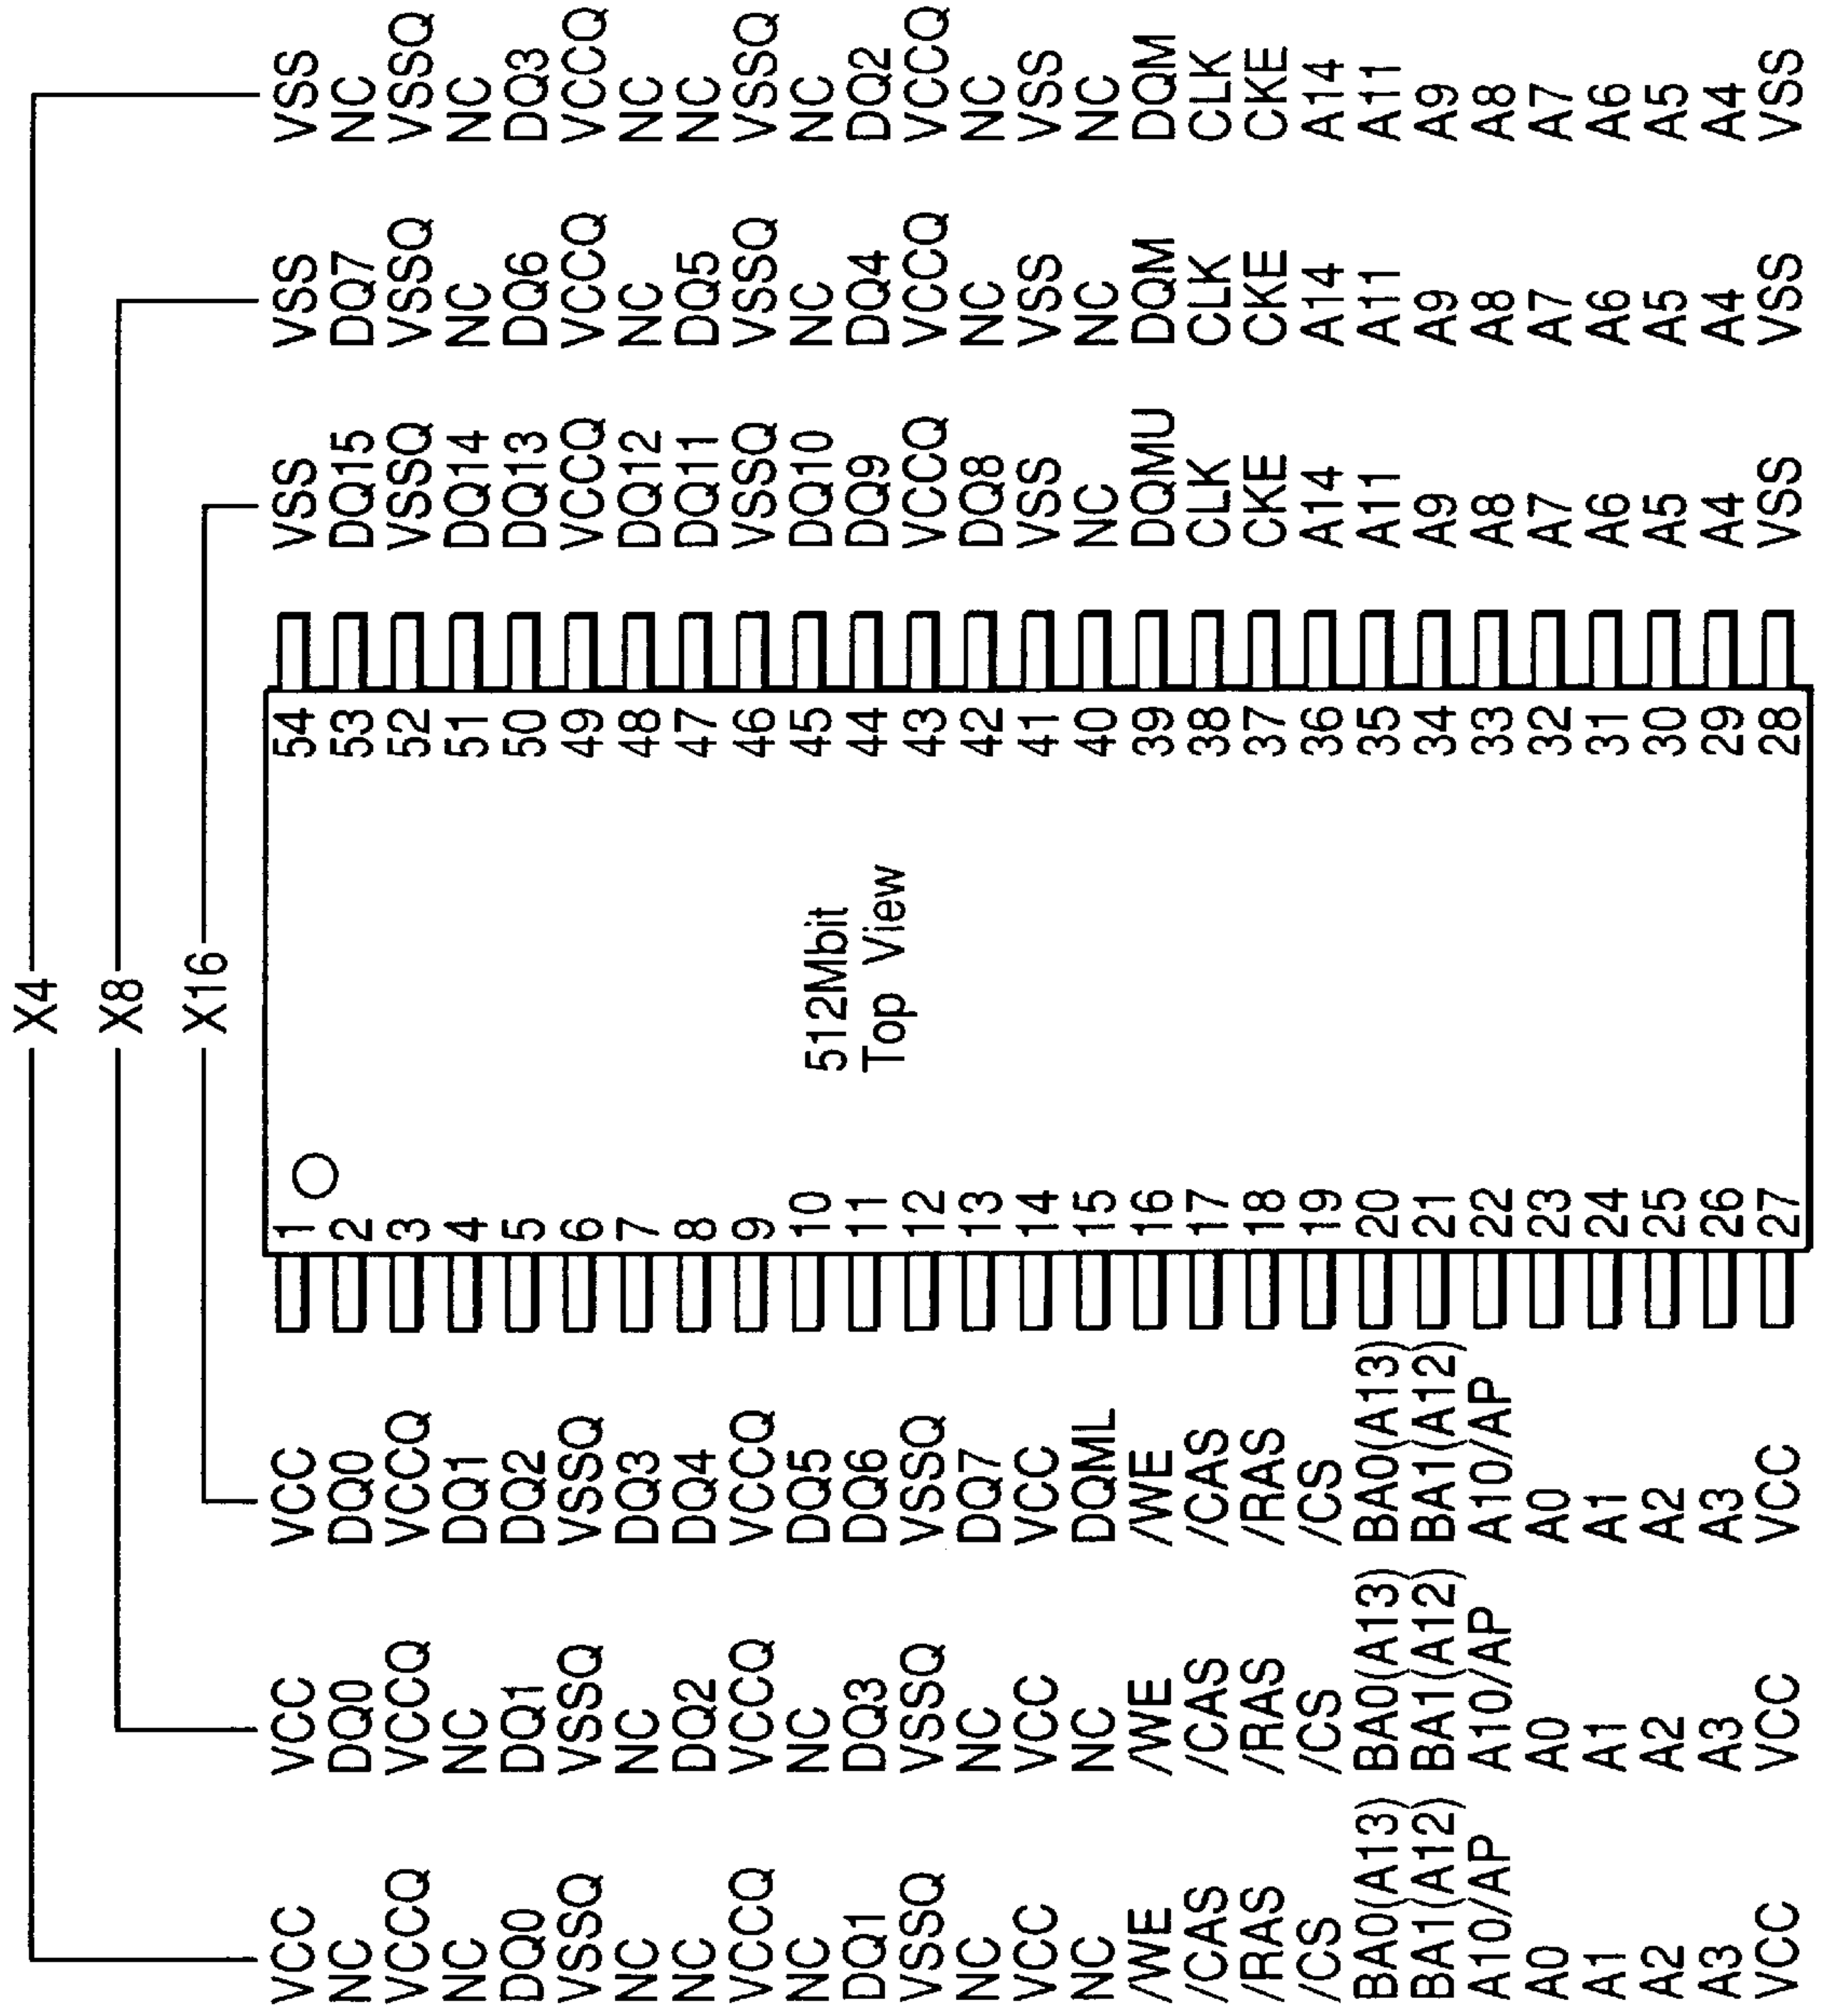 X4
X8
X16
VCC VCC VCC 1 54 VSS VSS VSS
NC DQ0 DQ0 2 53 DQ15 DQ7 NC
VCCQ VCCQ VCCQ 3 52 VSSQ VSSQ VSSQ
NC NC DQ1 4 51 DQ14 NC NC
DQ0 DQ1 DQ2 5 50 DQ13 DQ6 DQ3
VSSQ VSSQ VSSQ 6 49 VCCQ VCCQ VCCQ
NC NC DQ3 7 48 DQ12 NC NC
NC DQ2 DQ4 8 47 DQ11 DQ5 NC
VCCQ VCCQ VCCQ 9 46 VSSQ VSSQ VSSQ
NC NC DQ5 10 512Mbit 45 DQ10 NC NC
DQ1 DQ3 DQ6 11 Top View 44 DQ9 DQ4 DQ2
VSSQ VSSQ VSSQ 12 43 VCCQ VCCQ VCCQ
NC NC DQ7 13 42 DQ8 NC NC
VCC VCC VCC 14 41 VSS VSS VSS
NC NC DQML 15 40 NC NC NC
/WE /WE /WE 16 39 DQMU DQM DQM
/CAS /CAS /CAS 17 38 CLK CLK CLK
/RAS /RAS /RAS 18 37 CKE CKE CKE
/CS /CS /CS 19 36 A14 A14 A14
BA0(A13) BA0(A13) BA0(A13) 20 35 A11 A11 A11
BA1(A12) BA1(A12) BA1(A12) 21 34 A9 A9 A9
A10/AP A10/AP A10/AP 22 33 A8 A8 A8
A0 A0 A0 23 32 A7 A7 A7
A1 A1 A1 24 31 A6 A6 A6
A2 A2 A2 25 30 A5 A5 A5
A3 A3 A3 26 29 A4 A4 A4
VCC VCC VCC 27 28 VSS VSS VSS